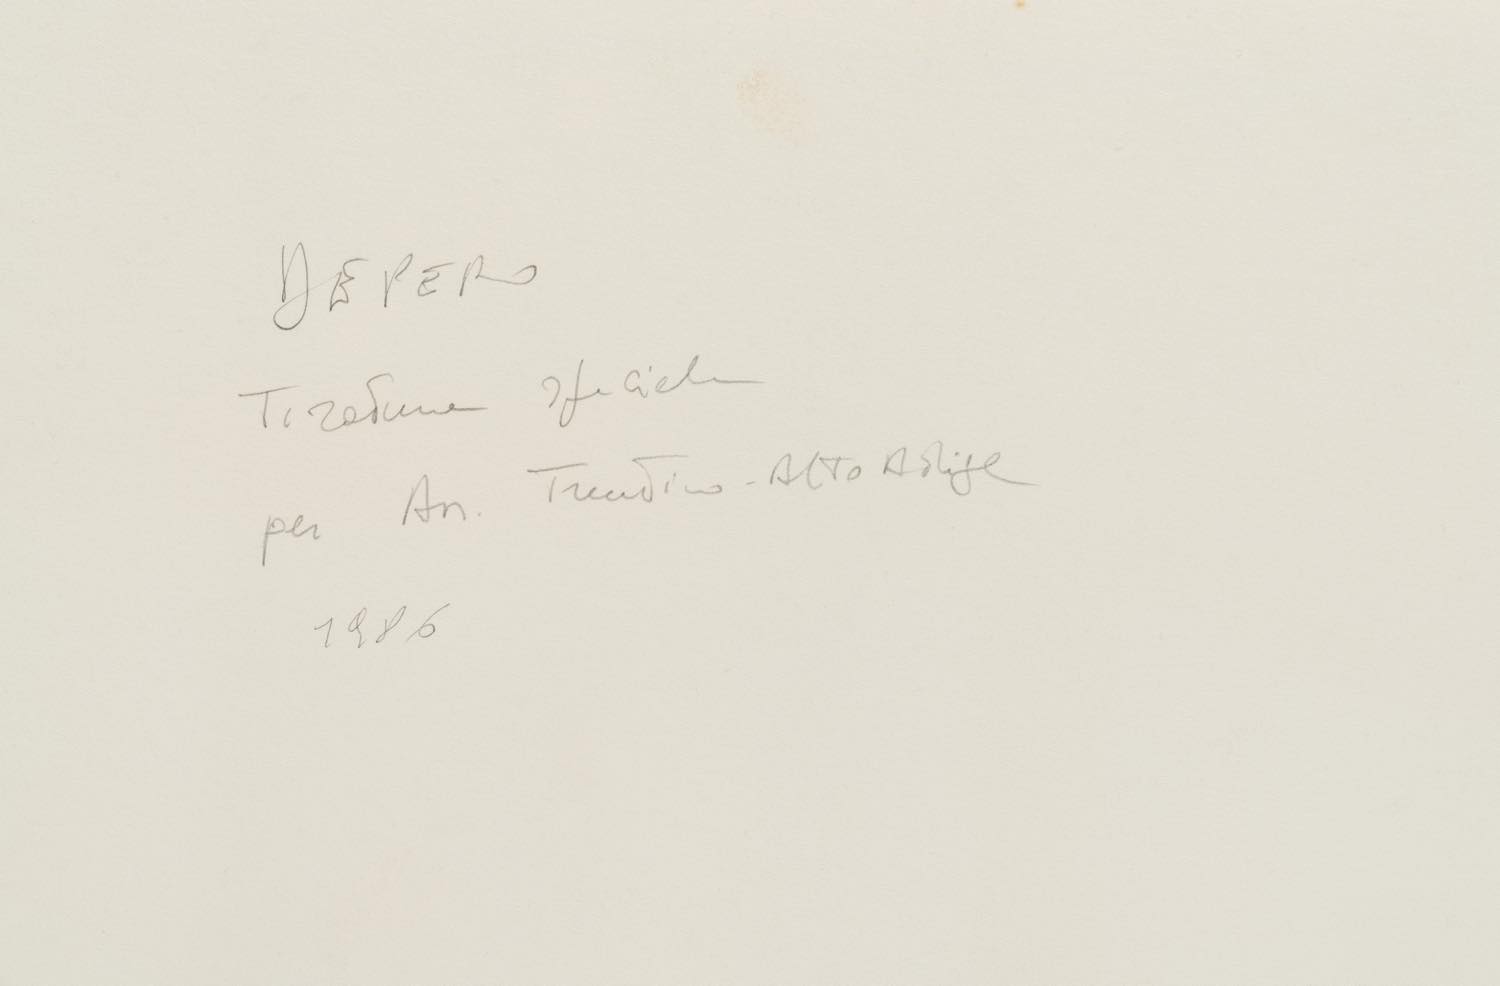 DEPERO
Tiratura speciale
per An. Trentino-Alto Adige
1986